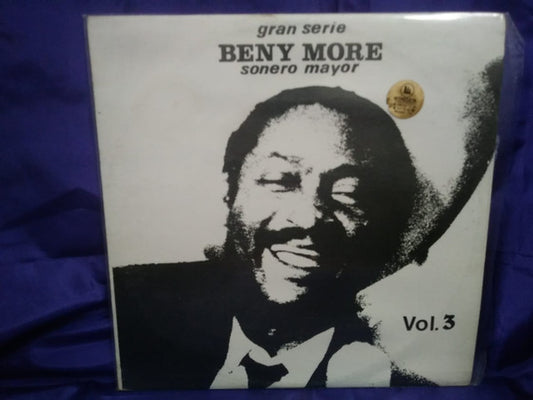 gran serie
BENY MORE
sonero mayor
Vol. 3